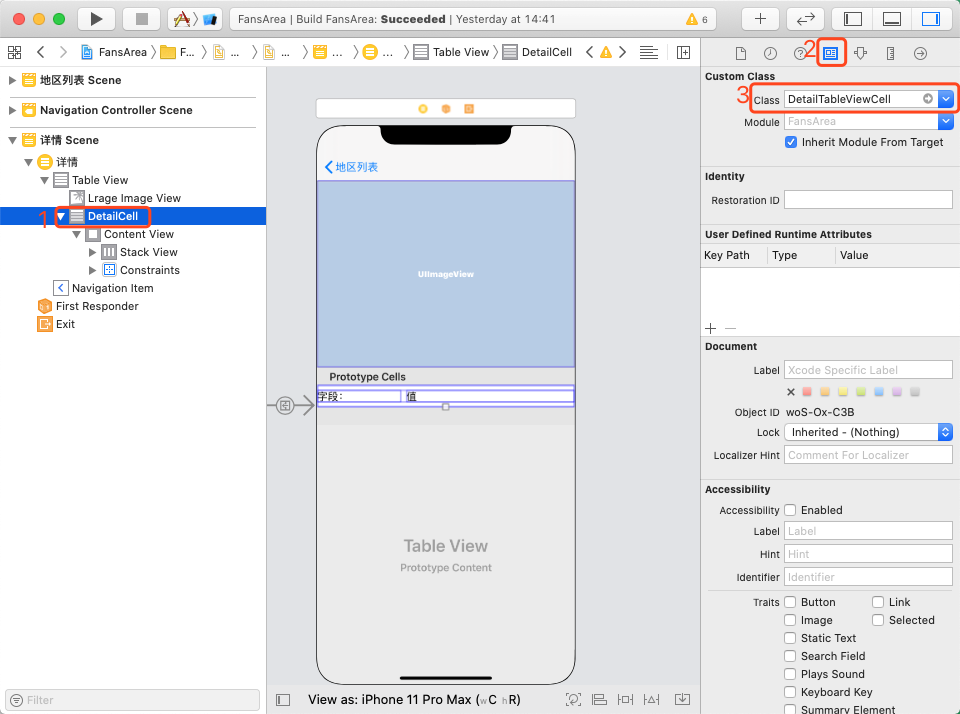 FansArea | Build FansArea: Succeeded | Yesterday at 14:41
6
FansArea
F...
...
...
...
Table View
DetailCell
地区列表 Scene
Navigation Controller Scene
详情 Scene
详情
Table View
Lrage Image View
1
DetailCell
Content View
Stack View
Constraints
Navigation Item
First Responder
Exit
Filter
地区列表
UIImageView
Prototype Cells
字段:
值
Table View
Prototype Content
View as: iPhone 11 Pro Max (wC hR)
2
Custom Class
3
Class
DetailTableViewCell
Module
FansArea
Inherit Module From Target
Identity
Restoration ID
User Defined Runtime Attributes
Key Path
Type
Value
Document
Label
Xcode Specific Label
Object ID
woS-Ox-C3B
Lock
Inherited - (Nothing)
Localizer Hint
Comment For Localizer
Accessibility
Accessibility
Enabled
Label
Label
Hint
Hint
Identifier
Identifier
Traits
Button
Link
Image
Selected
Static Text
Search Field
Plays Sound
Keyboard Key
Summary Element